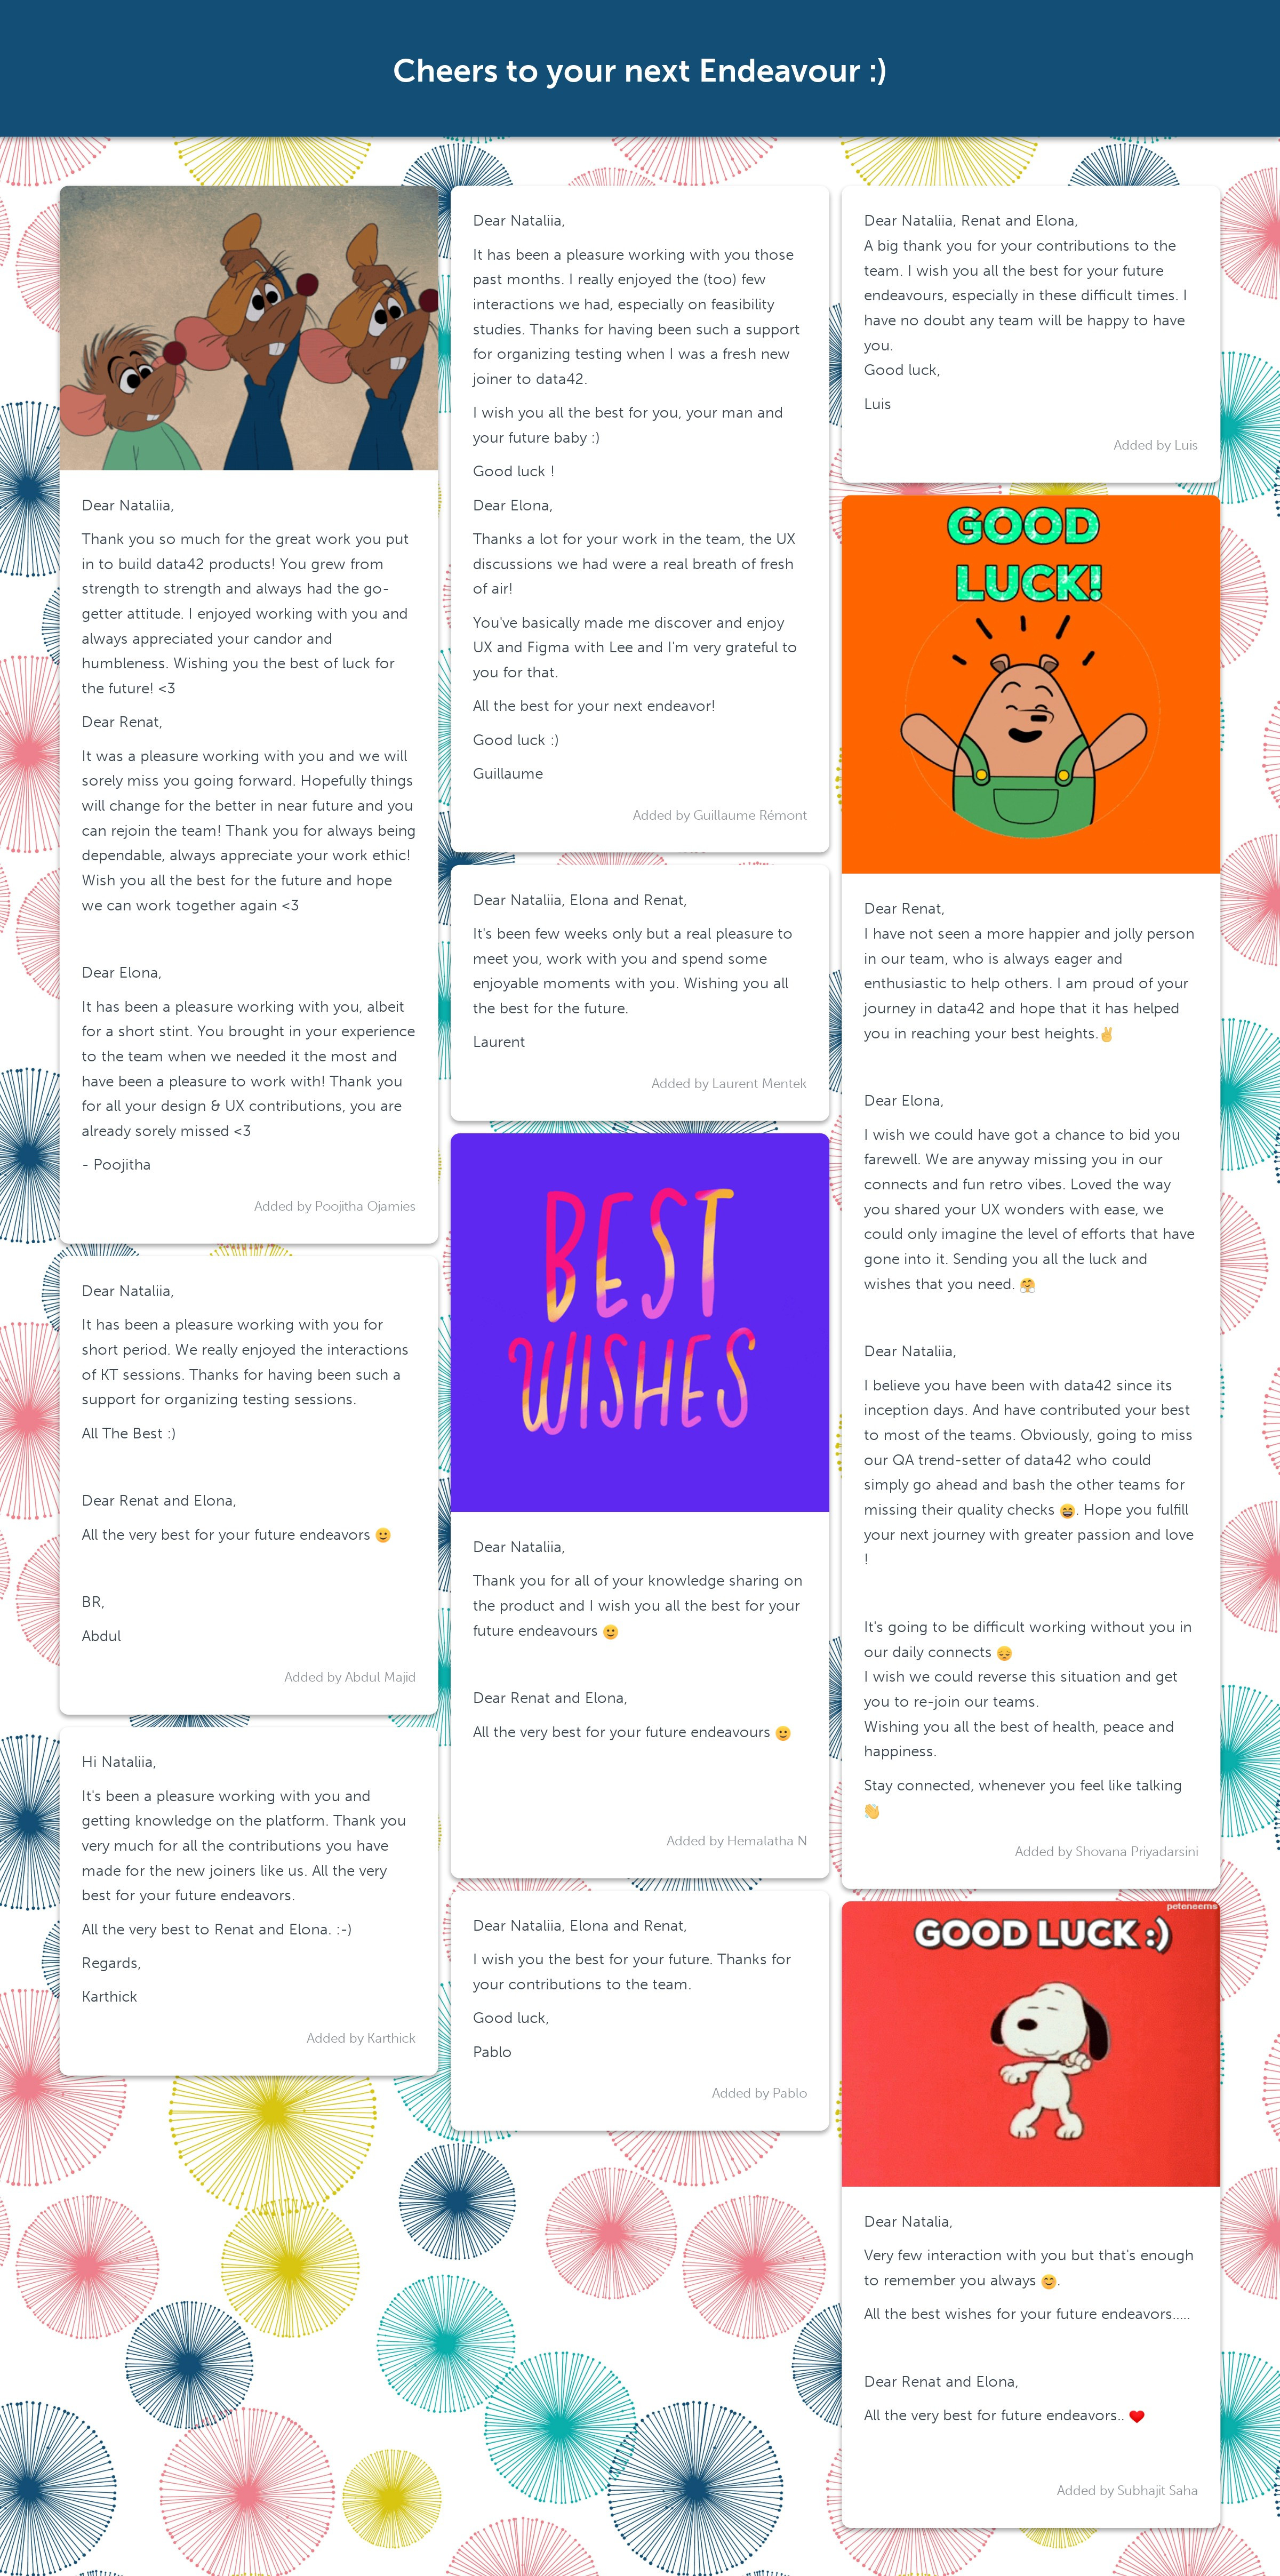 Cheers to your next Endeavour :)
Dear Nataliia,
Thank you so much for the great work you put
in to build data42 products! You grew from
strength to strength and always had the go-
getter attitude. I enjoyed working with you and
always appreciated your candor and
humbleness. Wishing you the best of luck for
the future! <3
Dear Renat,
It was a pleasure working with you and we will
sorely miss you going forward. Hopefully things
will change for the better in near future and you
can rejoin the team! Thank you for always being
dependable, always appreciate your work ethic!
Wish you all the best for the future and hope
we can work together again <3
Dear Elona,
It has been a pleasure working with you, albeit
for a short stint. You brought in your experience
to the team when we needed it the most and
have been a pleasure to work with! Thank you
for all your design & UX contributions, you are
already sorely missed <3
- Poojitha
Added by Poojitha Ojamies
Dear Nataliia,
It has been a pleasure working with you for
short period. We really enjoyed the interactions
of KT sessions. Thanks for having been such a
support for organizing testing sessions.
All The Best :)
Dear Renat and Elona,
All the very best for your future endeavors 🙂
BR,
Abdul
Added by Abdul Majid
Hi Nataliia,
It's been a pleasure working with you and
getting knowledge on the platform. Thank you
very much for all the contributions you have
made for the new joiners like us. All the very
best for your future endeavors.
All the very best to Renat and Elona. :-)
Regards,
Karthick
Added by Karthick
Dear Nataliia,
It has been a pleasure working with you those
past months. I really enjoyed the (too) few
interactions we had, especially on feasibility
studies. Thanks for having been such a support
for organizing testing when I was a fresh new
joiner to data42.
I wish you all the best for you, your man and
your future baby :)
Good luck !
Dear Elona,
Thanks a lot for your work in the team, the UX
discussions we had were a real breath of fresh
of air!
You've basically made me discover and enjoy
UX and Figma with Lee and I'm very grateful to
you for that.
All the best for your next endeavor!
Good luck :)
Guillaume
Added by Guillaume Rémont
Dear Nataliia, Elona and Renat,
It's been few weeks only but a real pleasure to
meet you, work with you and spend some
enjoyable moments with you. Wishing you all
the best for the future.
Laurent
Added by Laurent Mentek
BEST
WISHES
Dear Nataliia,
Thank you for all of your knowledge sharing on
the product and I wish you all the best for your
future endeavours 🙂
Dear Renat and Elona,
All the very best for your future endeavours 🙂
Added by Hemalatha N
Dear Nataliia, Elona and Renat,
I wish you the best for your future. Thanks for
your contributions to the team.
Good luck,
Pablo
Added by Pablo
Dear Nataliia, Renat and Elona,
A big thank you for your contributions to the
team. I wish you all the best for your future
endeavours, especially in these difficult times. I
have no doubt any team will be happy to have
you.
Good luck,
Luis
Added by Luis
GOOD
LUCK!
Dear Renat,
I have not seen a more happier and jolly person
in our team, who is always eager and
enthusiastic to help others. I am proud of your
journey in data42 and hope that it has helped
you in reaching your best heights.✌
Dear Elona,
I wish we could have got a chance to bid you
farewell. We are anyway missing you in our
connects and fun retro vibes. Loved the way
you shared your UX wonders with ease, we
could only imagine the level of efforts that have
gone into it. Sending you all the luck and
wishes that you need. 🤗
Dear Nataliia,
I believe you have been with data42 since its
inception days. And have contributed your best
to most of the teams. Obviously, going to miss
our QA trend-setter of data42 who could
simply go ahead and bash the other teams for
missing their quality checks 😄. Hope you fulfill
your next journey with greater passion and love
!
It's going to be difficult working without you in
our daily connects 😞
I wish we could reverse this situation and get
you to re-join our teams.
Wishing you all the best of health, peace and
happiness.
Stay connected, whenever you feel like talking
👋
Added by Shovana Priyadarsini
peteneems
GOOD LUCK :)
Dear Natalia,
Very few interaction with you but that's enough
to remember you always 😊.
All the best wishes for your future endeavors.....
Dear Renat and Elona,
All the very best for future endeavors.. ❤
Added by Subhajit Saha